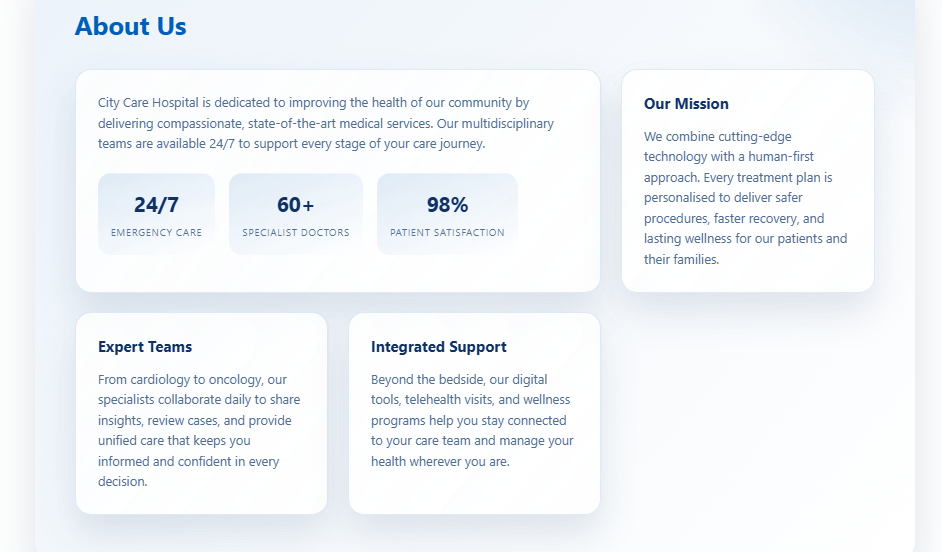 About Us
City Care Hospital is dedicated to improving the health of our community by
delivering compassionate, state-of-the-art medical services. Our multidisciplinary
teams are available 24/7 to support every stage of your care journey.
24/7
EMERGENCY CARE
60+
SPECIALIST DOCTORS
98%
PATIENT SATISFACTION
Our Mission
We combine cutting-edge
technology with a human-first
approach. Every treatment plan is
personalised to deliver safer
procedures, faster recovery, and
lasting wellness for our patients and
their families.
Expert Teams
From cardiology to oncology, our
specialists collaborate daily to share
insights, review cases, and provide
unified care that keeps you
informed and confident in every
decision.
Integrated Support
Beyond the bedside, our digital
tools, telehealth visits, and wellness
programs help you stay connected
to your care team and manage your
health wherever you are.